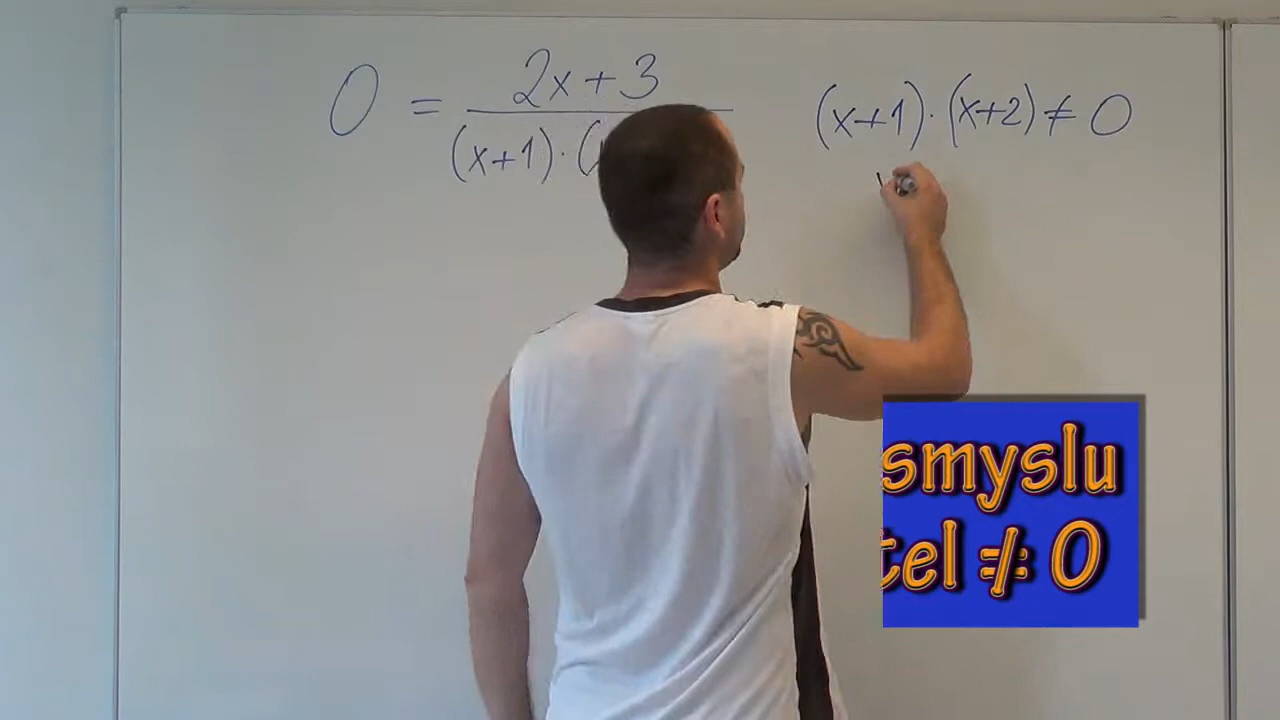 0 = 2x+3
(x+1)·(
(x+1)·(x+2)≠0
smyslu
tel ≠ 0